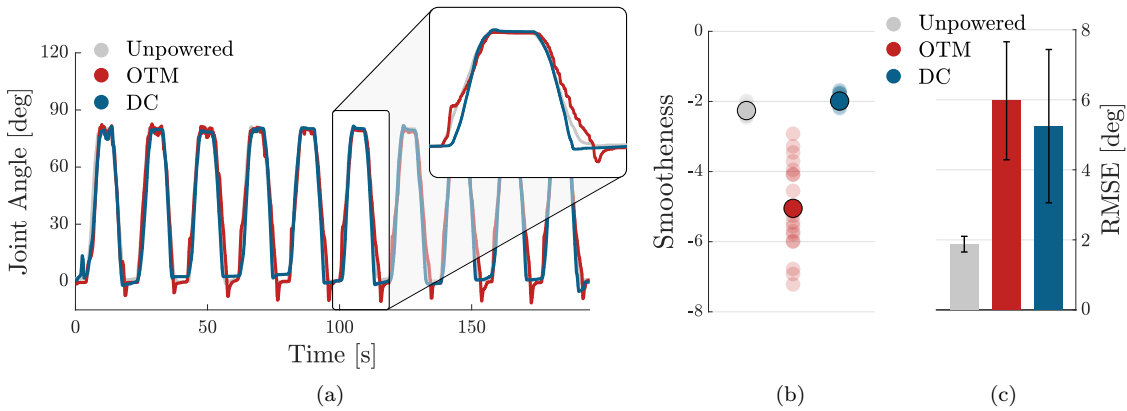 Unpowered
OTM
DC
Joint Angle [deg]
120
90
60
30
0
0
50
100
150
Time [s]
(a)
Smootheness
0
-2
-4
-6
-8
(b)
Unpowered
OTM
DC
RMSE [deg]
8
6
4
2
0
(c)